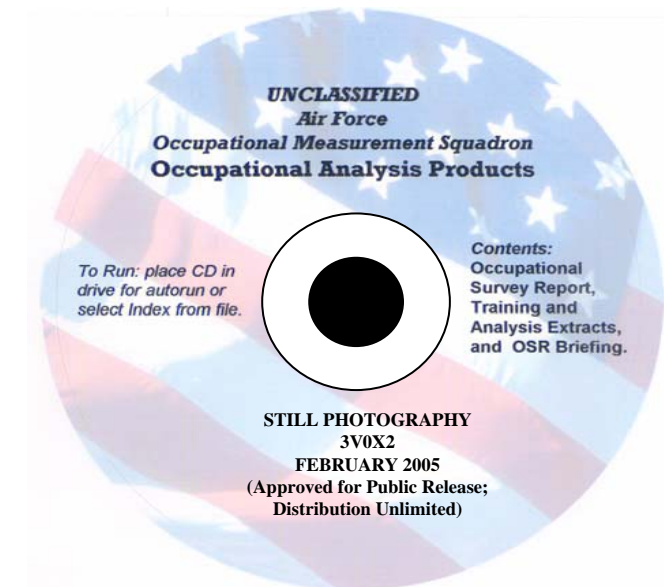 UNCLASSIFIED
Air Force
Occupational Measurement Squadron
Occupational Analysis Products
To Run: place CD in
drive for autorun or
select Index from file.
Contents:
Occupational
Survey Report,
Training and
Analysis Extracts,
and OSR Briefing.
STILL PHOTOGRAPHY
3V0X2
FEBRUARY 2005
(Approved for Public Release;
Distribution Unlimited)